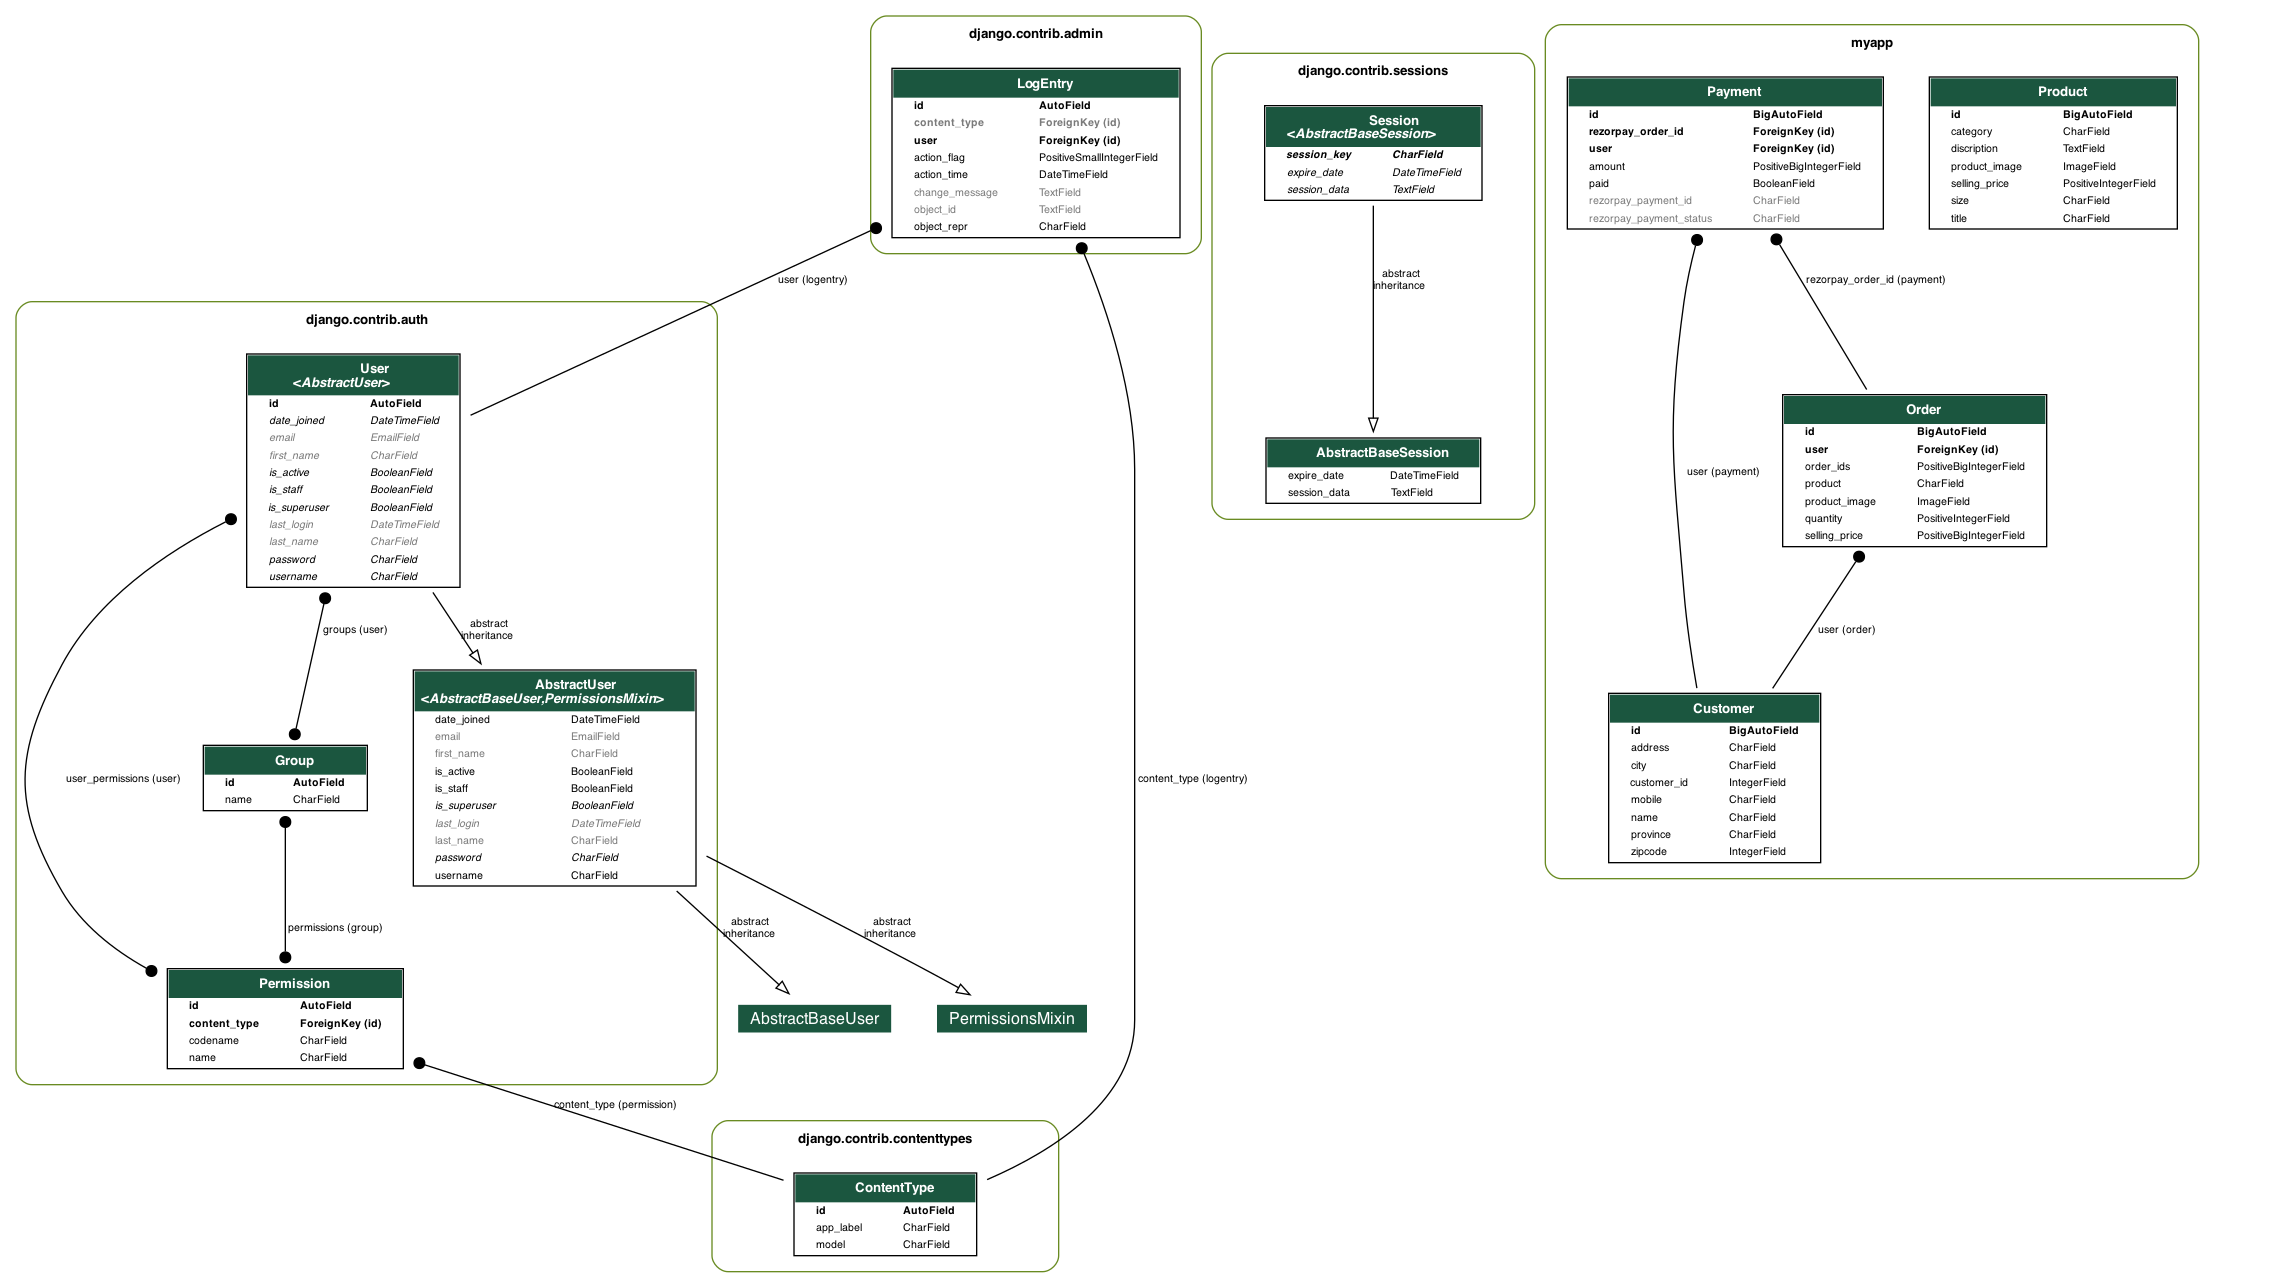 django.contrib.admin
LogEntry
id AutoField
content_type ForeignKey (id)
user ForeignKey (id)
action_flag PositiveSmallIntegerField
action_time DateTimeField
change_message TextField
object_id TextField
object_repr CharField
django.contrib.sessions
Session
<AbstractBaseSession>
session_key CharField
expire_date DateTimeField
session_data TextField
abstract
inheritance
AbstractBaseSession
expire_date DateTimeField
session_data TextField
myapp
Payment
id BigAutoField
rezorpay_order_id ForeignKey (id)
user ForeignKey (id)
amount PositiveBigIntegerField
paid BooleanField
rezorpay_payment_id CharField
rezorpay_payment_status CharField
Product
id BigAutoField
category CharField
discription TextField
product_image ImageField
selling_price PositiveIntegerField
size CharField
title CharField
rezorpay_order_id (payment)
user (payment)
Order
id BigAutoField
user ForeignKey (id)
order_ids PositiveBigIntegerField
product CharField
product_image ImageField
quantity PositiveIntegerField
selling_price PositiveBigIntegerField
user (order)
Customer
id BigAutoField
address CharField
city CharField
customer_id IntegerField
mobile CharField
name CharField
province CharField
zipcode IntegerField
user (logentry)
django.contrib.auth
User
<AbstractUser>
id AutoField
date_joined DateTimeField
email EmailField
first_name CharField
is_active BooleanField
is_staff BooleanField
is_superuser BooleanField
last_login DateTimeField
last_name CharField
password CharField
username CharField
groups (user)
abstract
inheritance
AbstractUser
<AbstractBaseUser,PermissionsMixin>
date_joined DateTimeField
email EmailField
first_name CharField
is_active BooleanField
is_staff BooleanField
is_superuser BooleanField
last_login DateTimeField
last_name CharField
password CharField
username CharField
Group
id AutoField
name CharField
user_permissions (user)
content_type (logentry)
permissions (group)
abstract
inheritance
abstract
inheritance
Permission
id AutoField
content_type ForeignKey (id)
codename CharField
name CharField
AbstractBaseUser
PermissionsMixin
content_type (permission)
django.contrib.contenttypes
ContentType
id AutoField
app_label CharField
model CharField